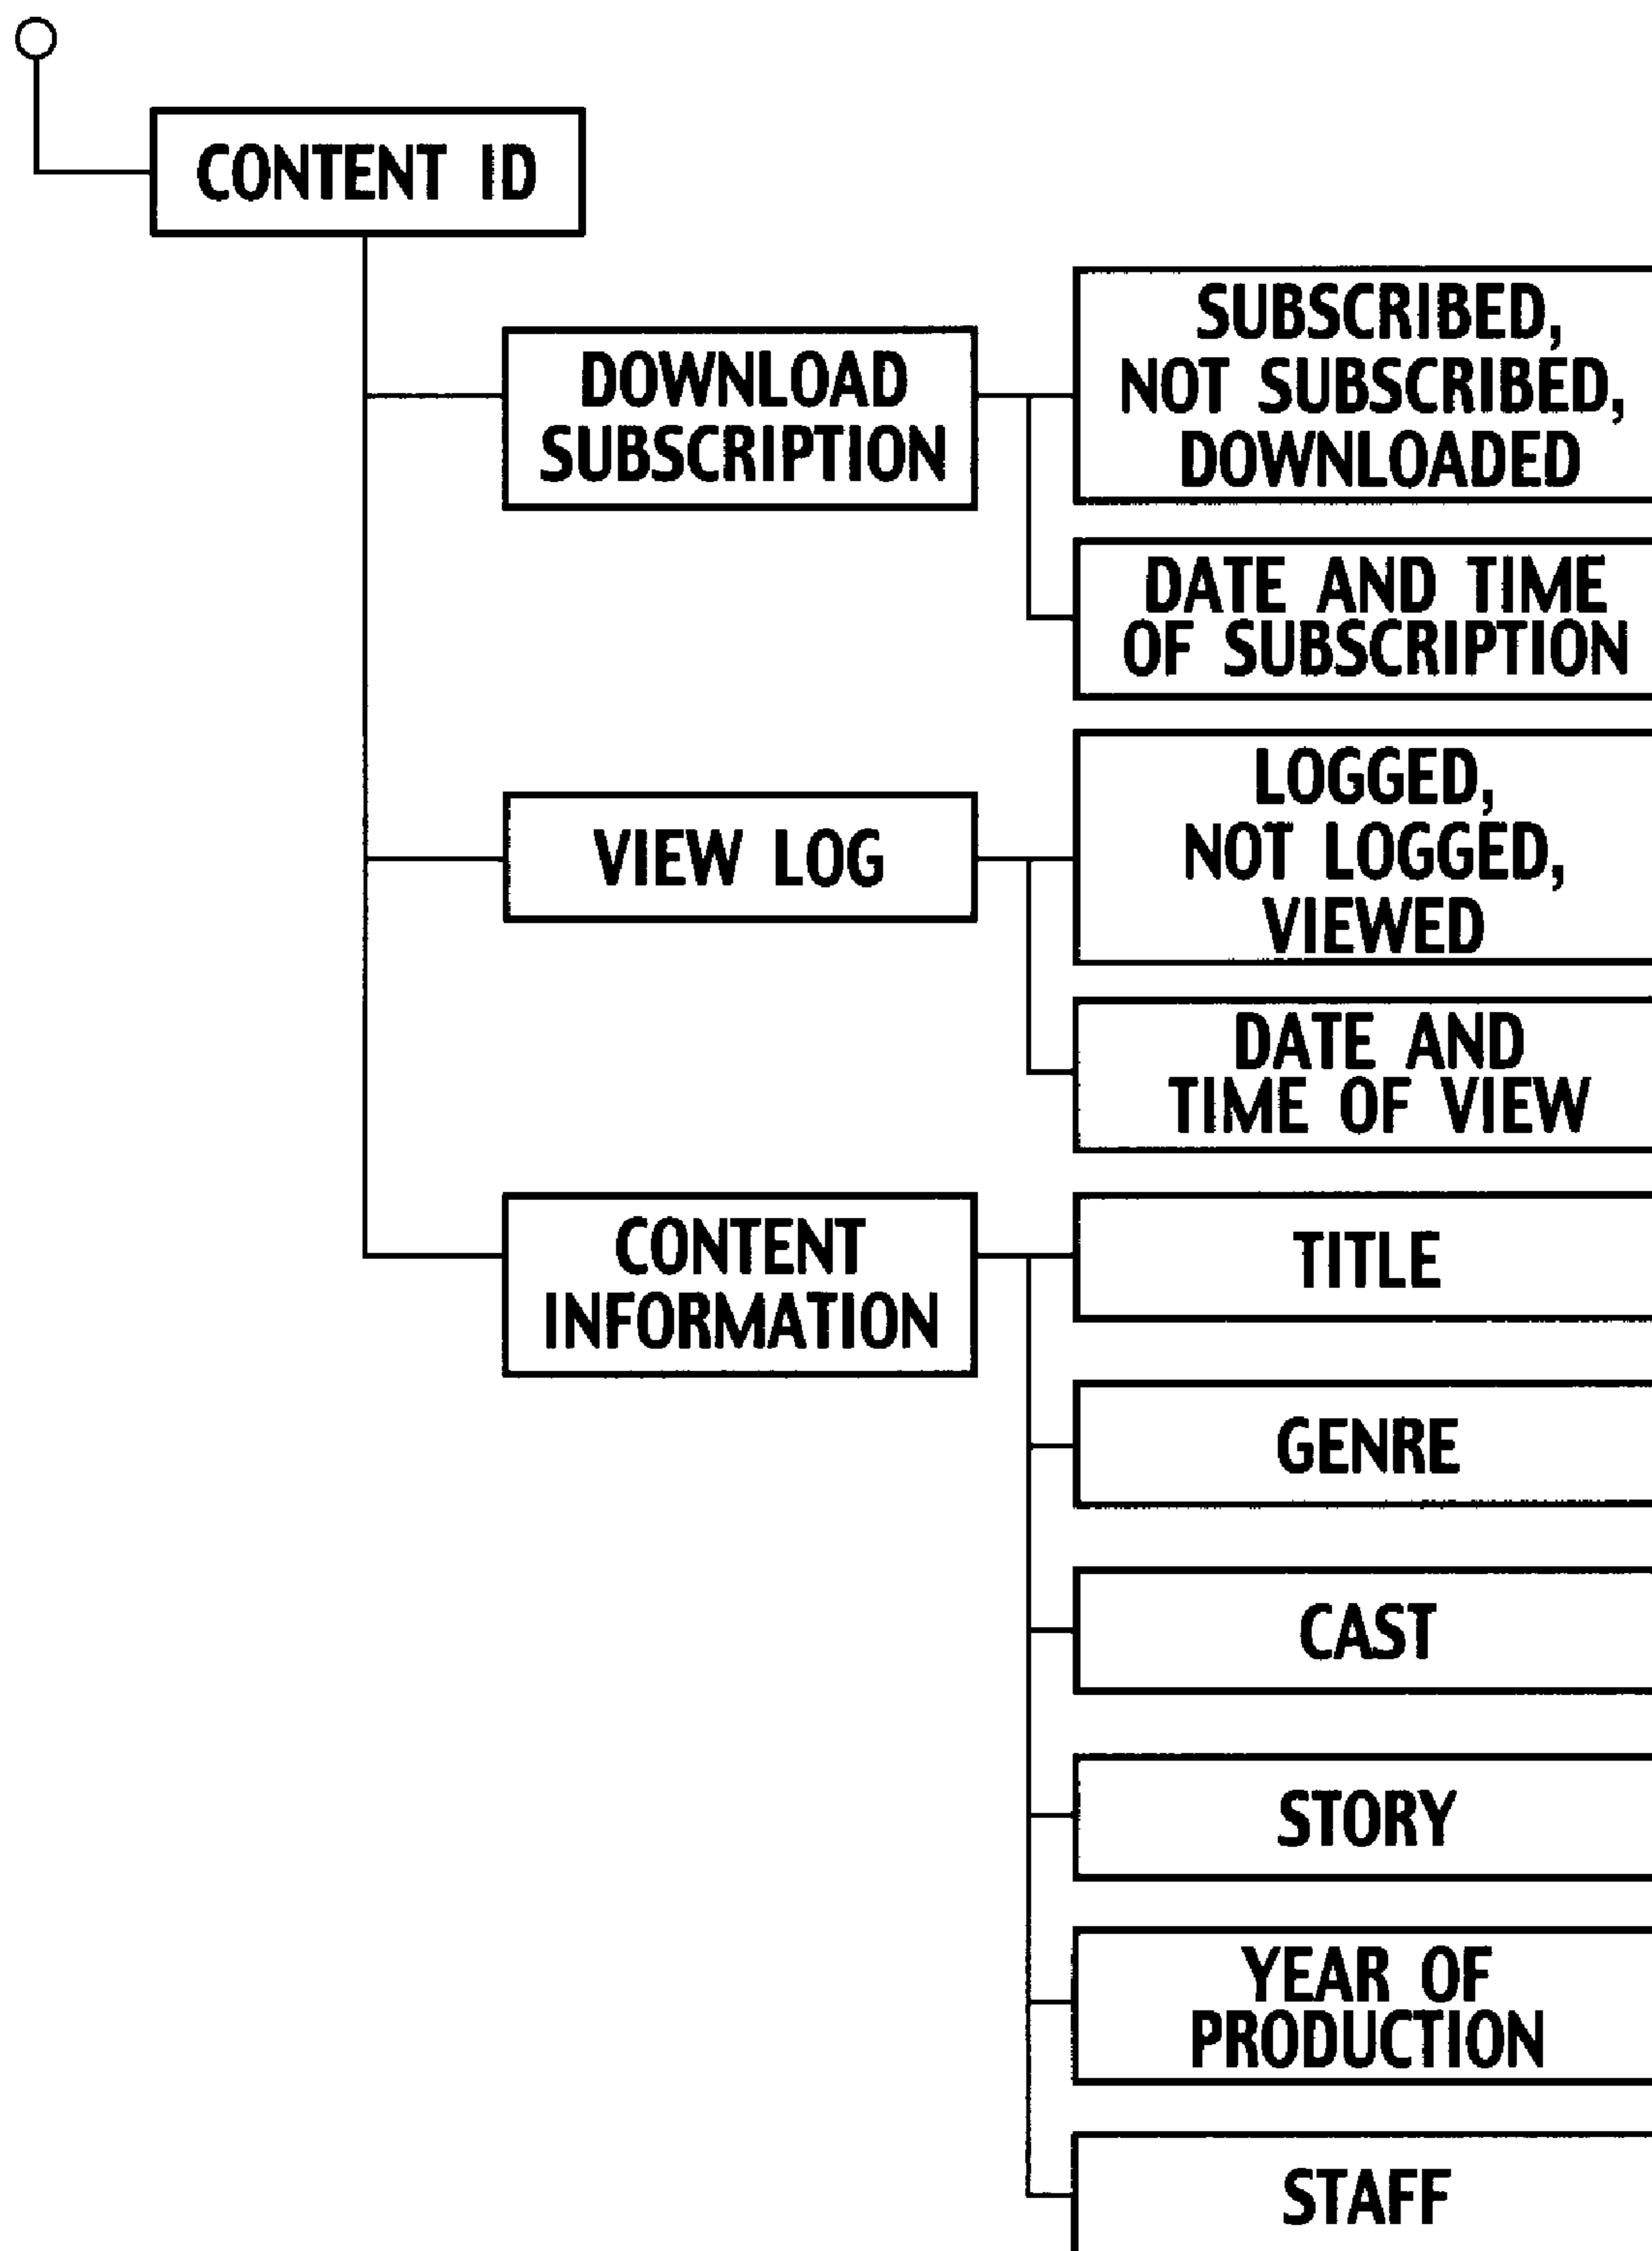 CONTENT ID
DOWNLOAD
SUBSCRIPTION
SUBSCRIBED,
NOT SUBSCRIBED,
DOWNLOADED
DATE AND TIME
OF SUBSCRIPTION
VIEW LOG
LOGGED,
NOT LOGGED,
VIEWED
DATE AND
TIME OF VIEW
CONTENT
INFORMATION
TITLE
GENRE
CAST
STORY
YEAR OF
PRODUCTION
STAFF